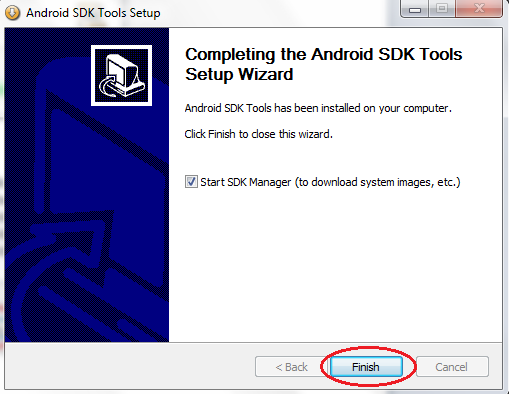 Android SDK Tools Setup
Completing the Android SDK Tools
Setup Wizard
Android SDK Tools has been installed on your computer.
Click Finish to close this wizard.
Start SDK Manager (to download system images, etc.)
< Back
Finish
Cancel